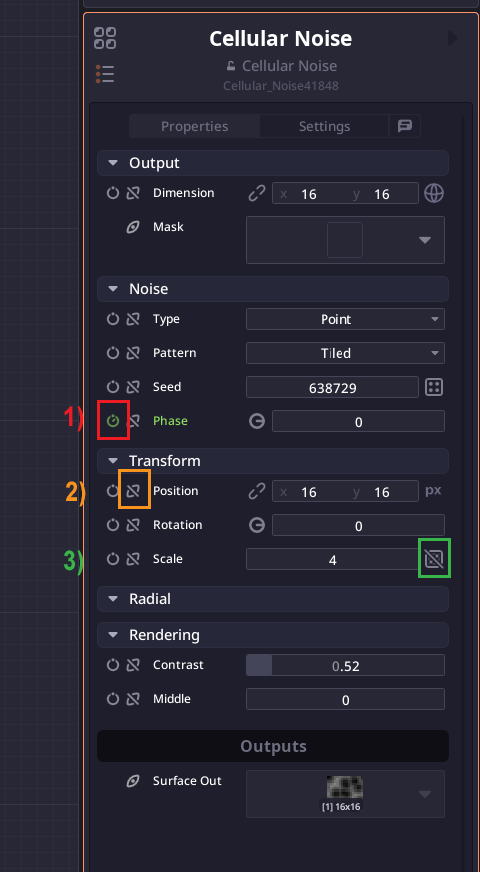 Cellular Noise
Cellular Noise
Cellular_Noise41848
Properties Settings
Output
Dimension x 16 y 16
Mask
Noise
Type Point
Pattern Tiled
Seed 638729
1) Phase 0
Transform
2) Position x 16 y 16 px
Rotation 0
3) Scale 4
Radial
Rendering
Contrast 0.52
Middle 0
Outputs
Surface Out
[1] 16x16